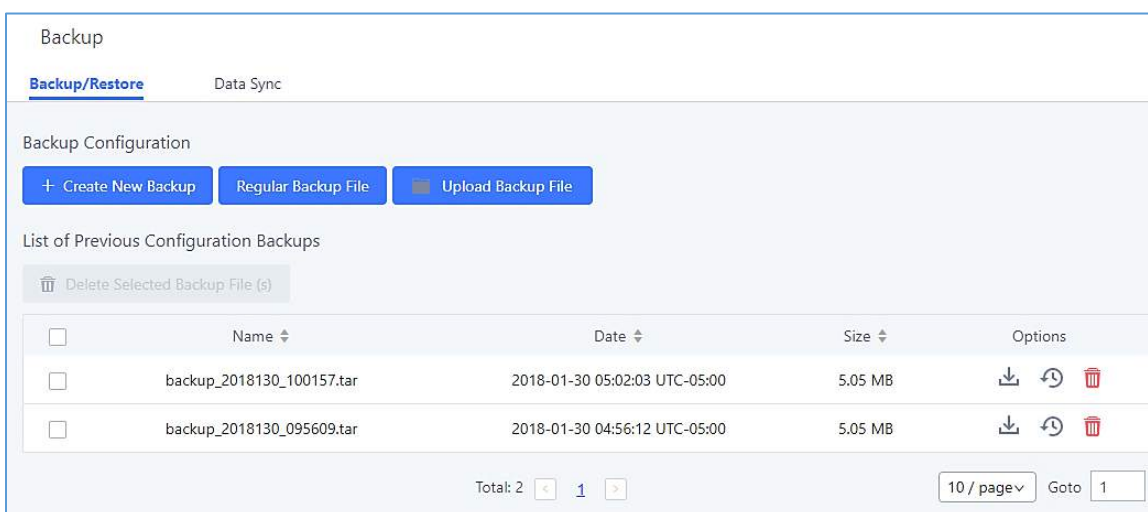 Backup
Backup/Restore Data Sync
Backup Configuration
+ Create New Backup Regular Backup File Upload Backup File
List of Previous Configuration Backups
Delete Selected Backup File (s)
Name Date Size Options
backup_2018130_100157.tar 2018-01-30 05:02:03 UTC-05:00 5.05 MB
backup_2018130_095609.tar 2018-01-30 04:56:12 UTC-05:00 5.05 MB
Total: 2 < 1 > 10 / page Goto 1